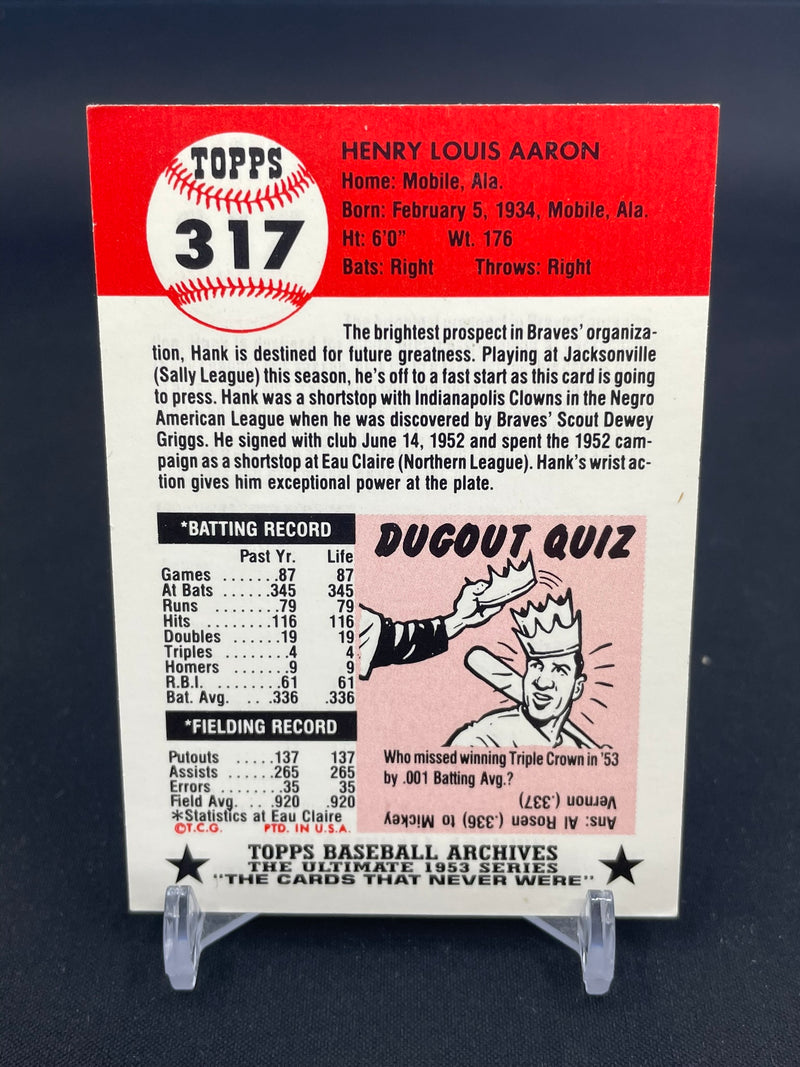 TOPPS
317
HENRY LOUIS AARON
Home: Mobile, Ala.
Born: February 5, 1934, Mobile, Ala.
Ht: 6'0" Wt. 176
Bats: Right Throws: Right
The brightest prospect in Braves' organiza-
tion, Hank is destined for future greatness. Playing at Jacksonville
(Sally League) this season, he's off to a fast start as this card is going
to press. Hank was a shortstop with Indianapolis Clowns in the Negro
American League when he was discovered by Braves' Scout Dewey
Griggs. He signed with club June 14, 1952 and spent the 1952 cam-
paign as a shortstop at Eau Claire (Northern League). Hank's wrist ac-
tion gives him exceptional power at the plate.
*BATTING RECORD
Past Yr. Life
Games .......87 87
At Bats ......345 345
Runs ........79 79
Hits ........116 116
Doubles ......19 19
Triples ........4 4
Homers .......9 9
R.B.I. ........61 61
Bat. Avg. ...336 .336
*FIELDING RECORD
Putouts .....137 137
Assists ......265 265
Errors ........35 35
Field Avg. .. .920 .920
*Statistics at Eau Claire
©T.C.G. PTD. IN U.S.A.
DUGOUT QUIZ
Who missed winning Triple Crown in '53
by .001 Batting Avg.?
Ans: Al Rosen (.336) to Mickey
Vernon (.337)
TOPPS BASEBALL ARCHIVES
THE ULTIMATE 1953 SERIES
"THE CARDS THAT NEVER WERE"